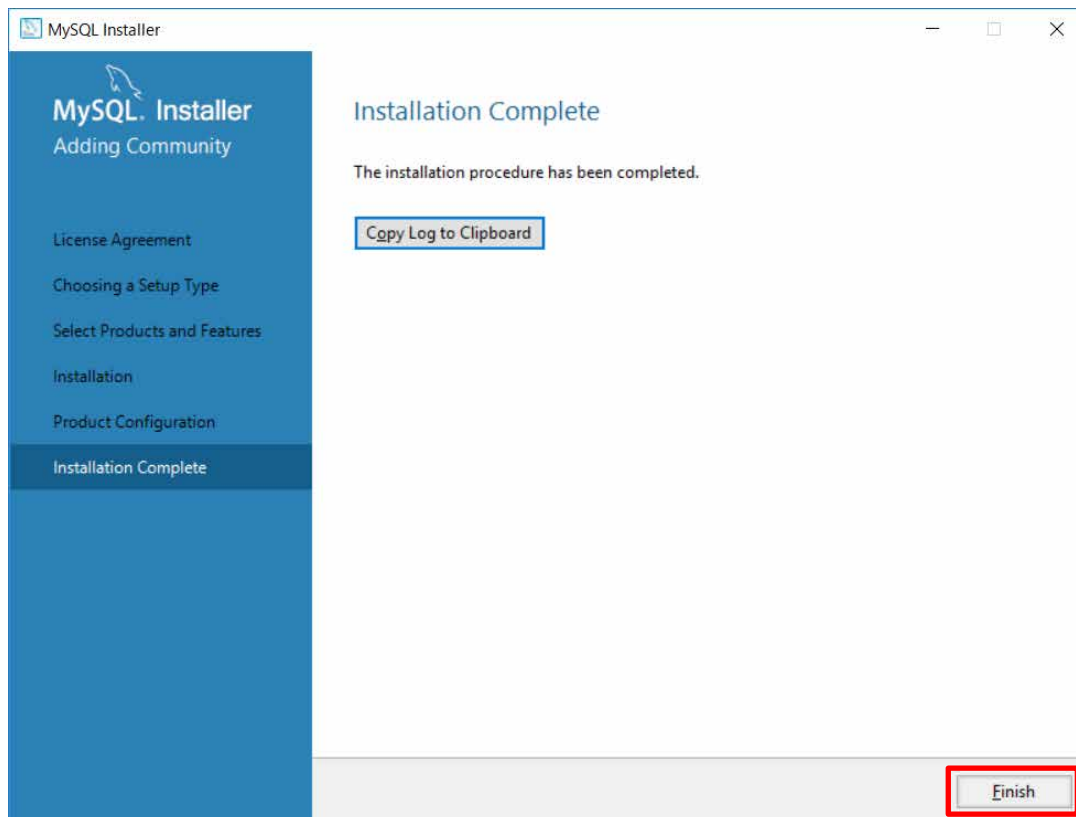 MySQL Installer
MySQL. Installer
Adding Community
License Agreement
Choosing a Setup Type
Select Products and Features
Installation
Product Configuration
Installation Complete
Installation Complete
The installation procedure has been completed.
Copy Log to Clipboard
Finish